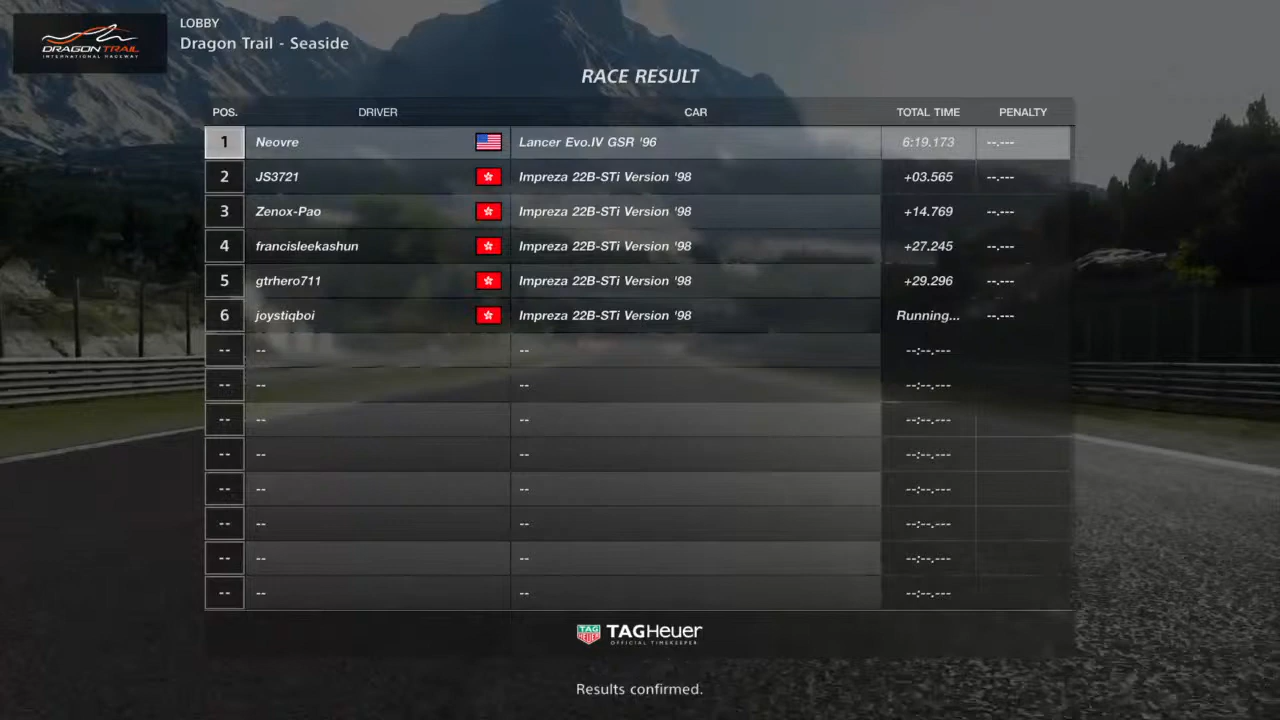 DRAGON TRAIL
INTERNATIONAL RACEWAY
LOBBY
Dragon Trail - Seaside
RACE RESULT
POS. DRIVER CAR TOTAL TIME PENALTY
1 Neovre Lancer Evo.IV GSR '96 6:19.173 --.---
2 JS3721 Impreza 22B-STi Version '98 +03.565 --.---
3 Zenox-Pao Impreza 22B-STi Version '98 +14.769 --.---
4 francisleekashun Impreza 22B-STi Version '98 +27.245 --.---
5 gtrhero711 Impreza 22B-STi Version '98 +29.296 --.---
6 joystiqboi Impreza 22B-STi Version '98 Running... --.---
-- -- -- --:--.---
-- -- -- --:--.---
-- -- -- --:--.---
-- -- -- --:--.---
-- -- -- --:--.---
-- -- -- --:--.---
-- -- -- --:--.---
-- -- -- --:--.---
TAG HEUER TAGHeuer
OFFICIAL TIMEKEEPER
Results confirmed.